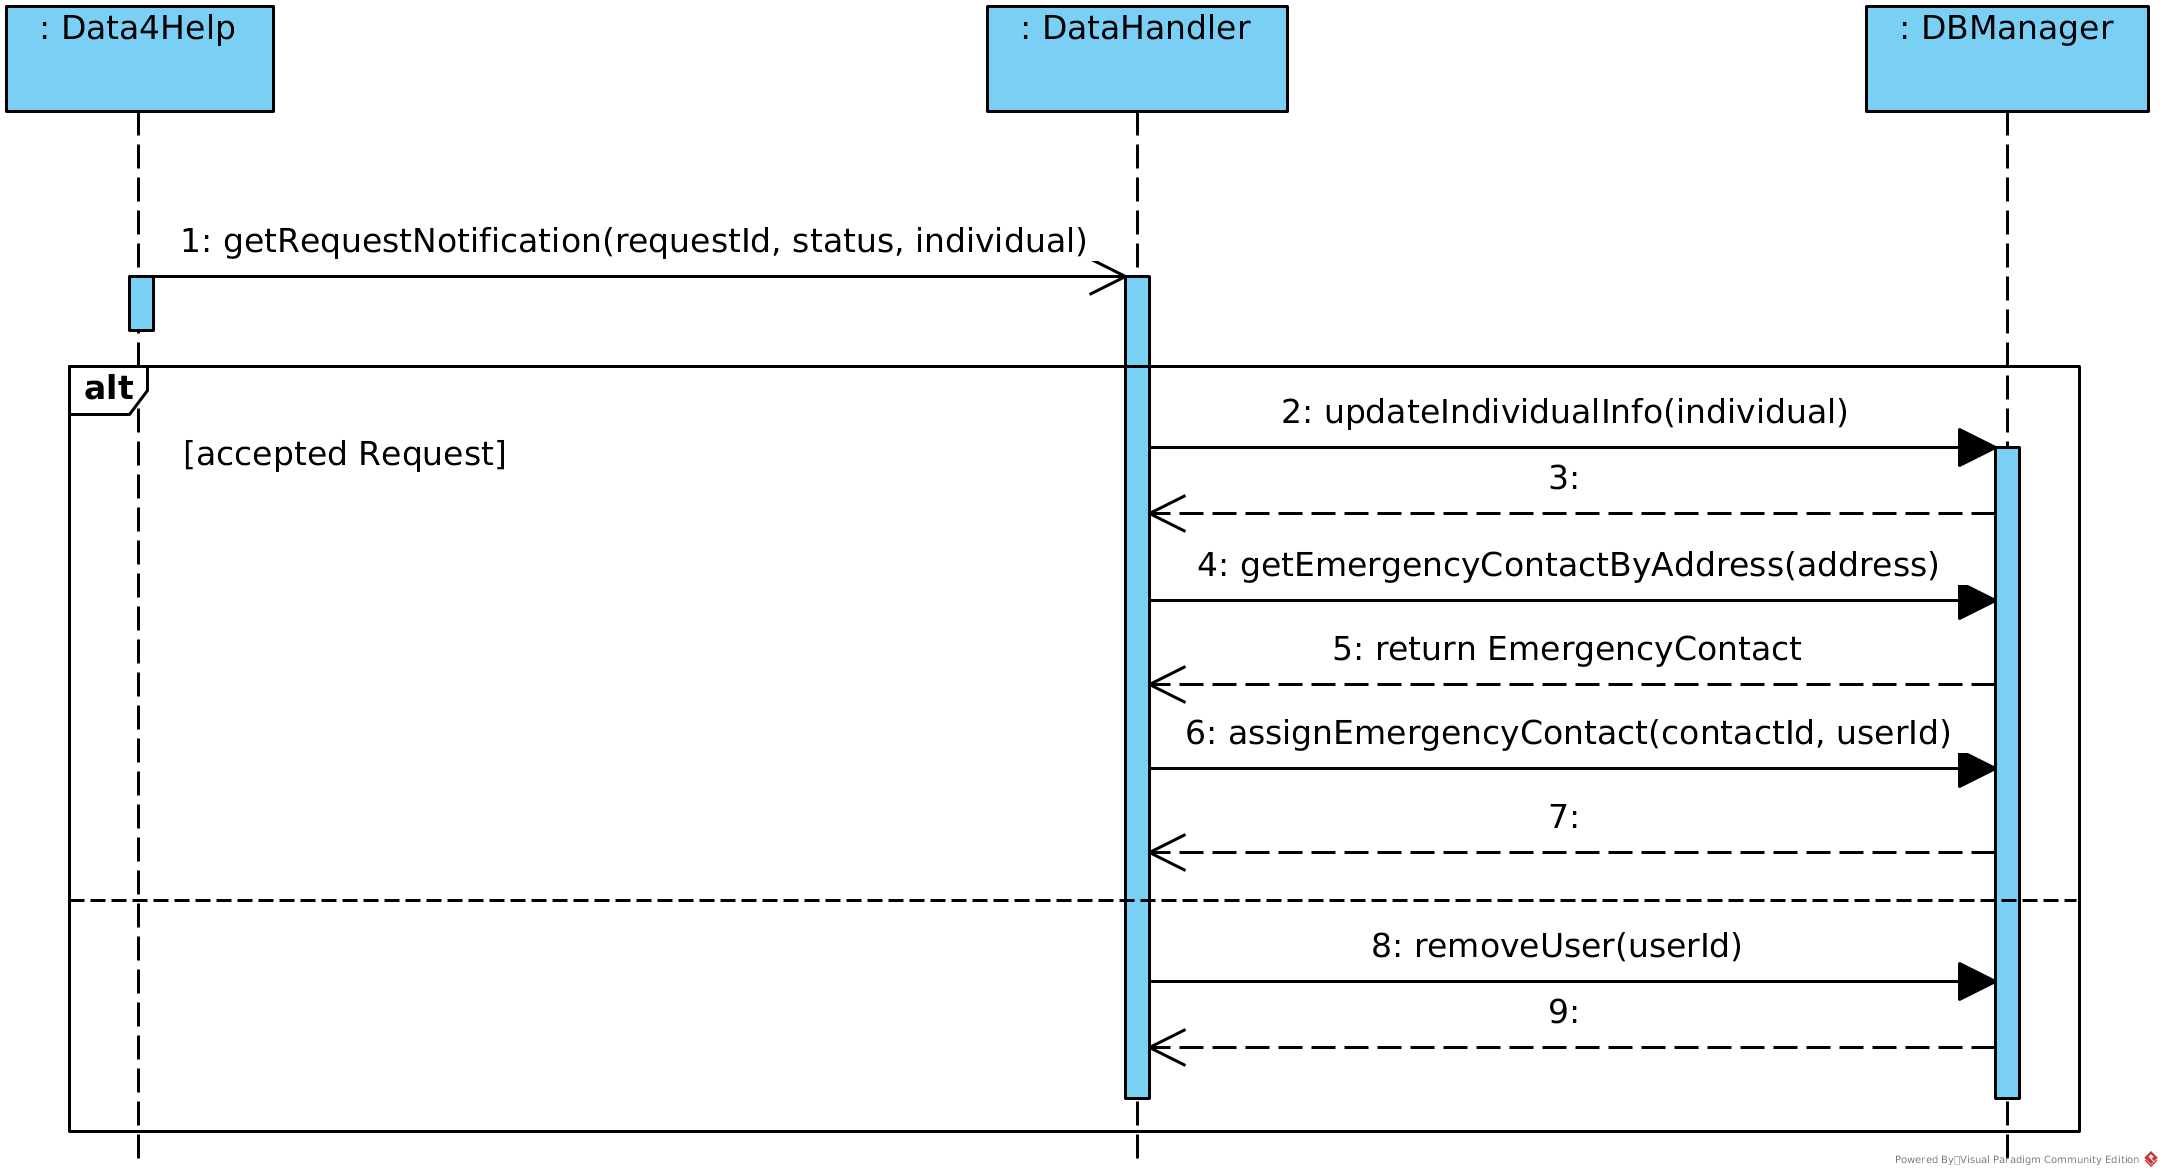 : Data4Help
: DataHandler
: DBManager
1: getRequestNotification(requestId, status, individual)
alt
2: updateIndividualInfo(individual)
[accepted Request]
3:
4: getEmergencyContactByAddress(address)
5: return EmergencyContact
6: assignEmergencyContact(contactId, userId)
7:
8: removeUser(userId)
9:
Powered By Visual Paradigm Community Edition